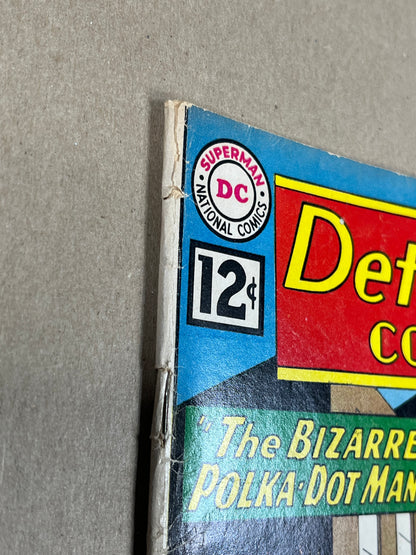 SUPERMAN
DC
NATIONAL COMICS
12¢
"The BIZARRE
POLKA-DOT MAN